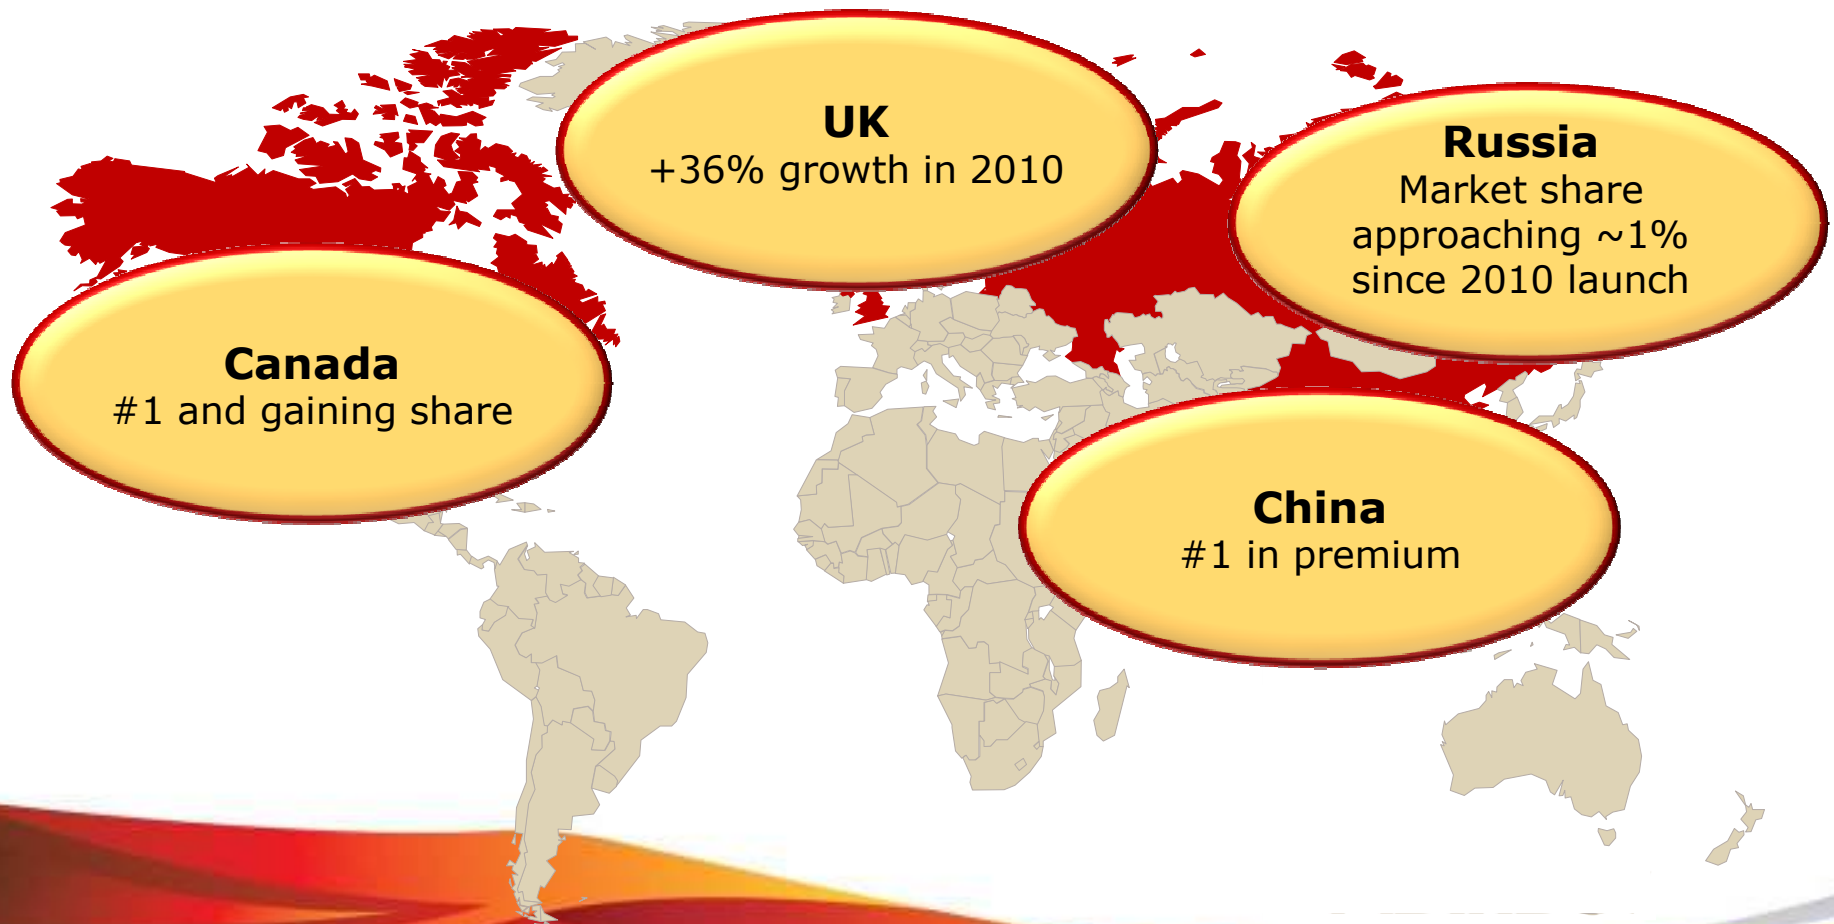 UK
+36% growth in 2010
Russia
Market share
approaching ~1%
since 2010 launch
Canada
#1 and gaining share
China
#1 in premium